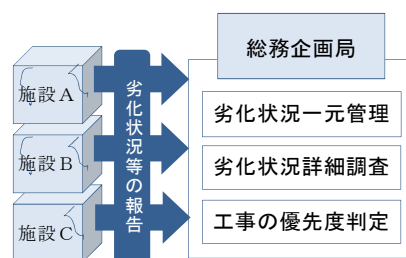 総務企画局
施設A
施設B
施設C
劣化状況等の報告
劣化状況一元管理
劣化状況詳細調査
工事の優先度判定